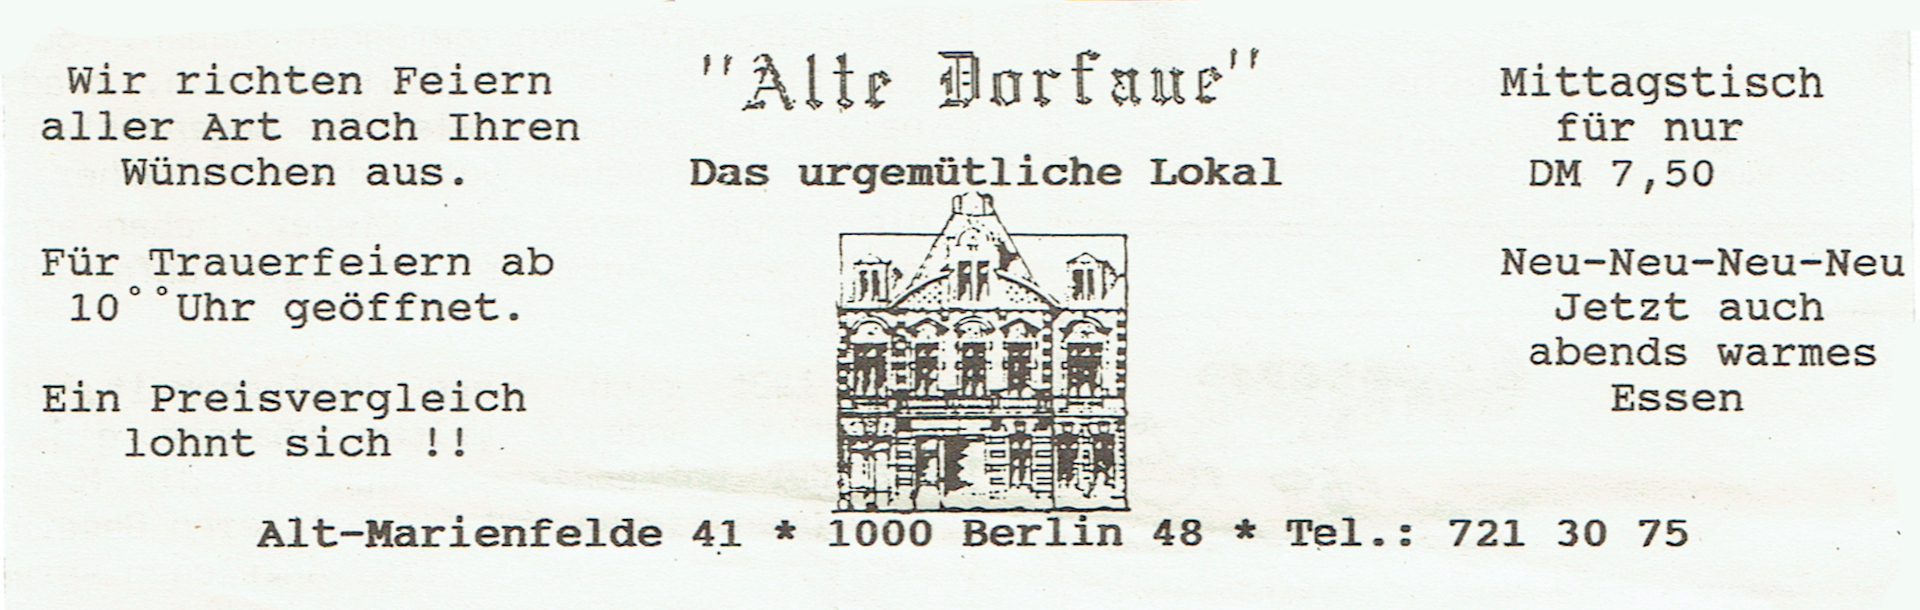 Wir richten Feiern
aller Art nach Ihren
Wünschen aus.
Für Trauerfeiern ab
10°°Uhr geöffnet.
Ein Preisvergleich
lohnt sich !!
"Alte Dorfaue"
Das urgemütliche Lokal
Mittagstisch
für nur
DM 7,50
Neu-Neu-Neu-Neu
Jetzt auch
abends warmes
Essen
Alt-Marienfelde 41 * 1000 Berlin 48 * Tel.: 721 30 75